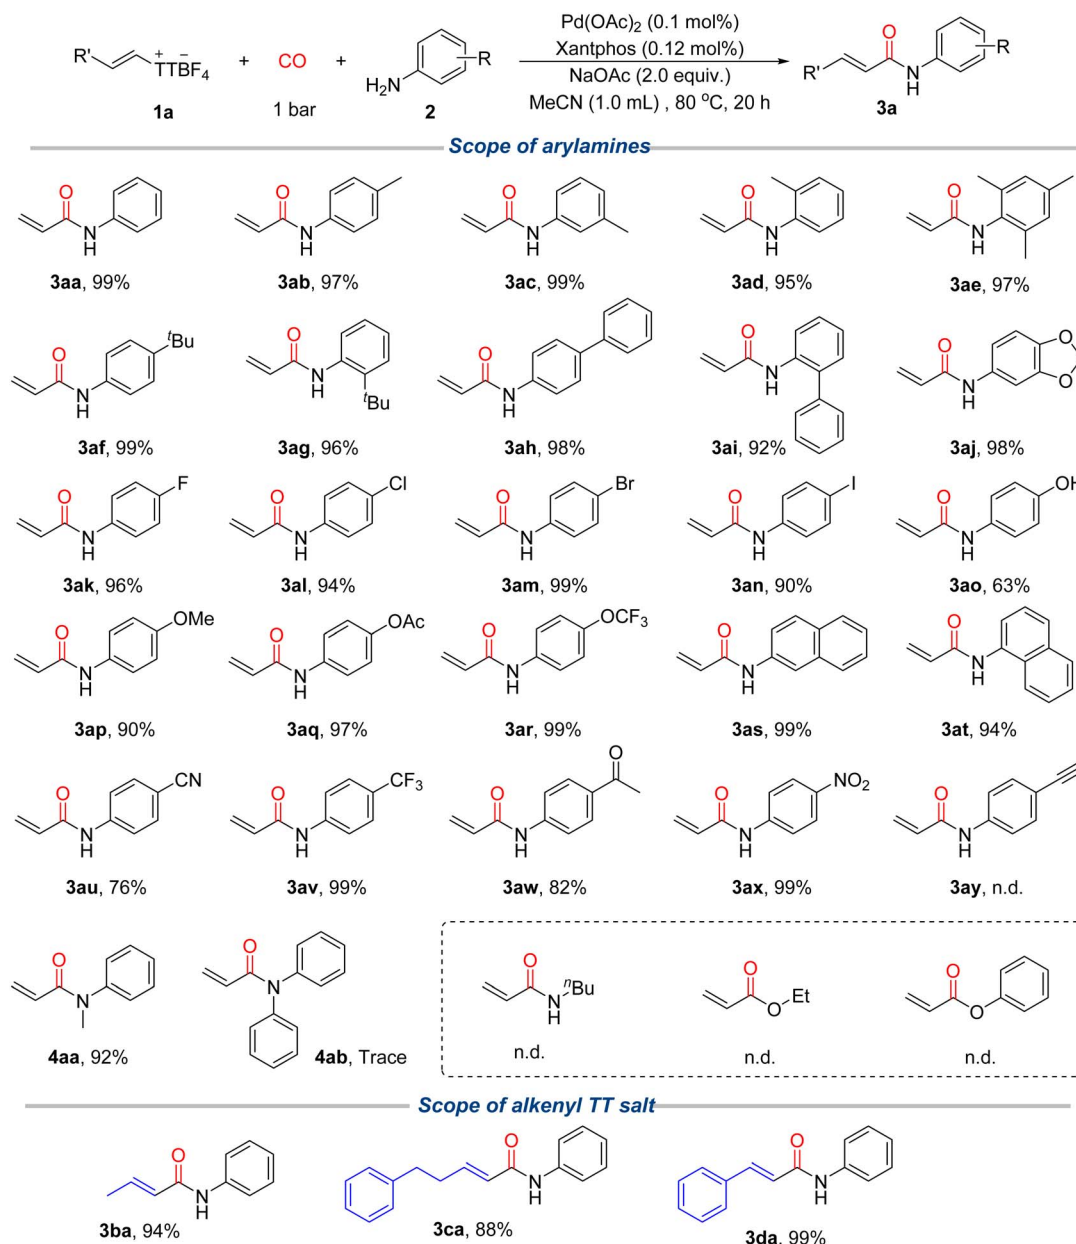 R' TTBF4 + CO + H2N R Pd(OAc)2 (0.1 mol%) R' O N H R
+ −
Xantphos (0.12 mol%)
NaOAc (2.0 equiv.)
1a 1 bar 2 MeCN (1.0 mL) , 80 °C, 20 h 3a
Scope of arylamines
O N H O N H O N H O N H O N H
3aa, 99% 3ab, 97% 3ac, 99% 3ad, 95% 3ae, 97%
O N H tBu O N H tBu O N H O N H O N H O O
3af, 99% 3ag, 96% 3ah, 98% 3ai, 92% 3aj, 98%
O N H F O N H Cl O N H Br O N H I O N H OH
3ak, 96% 3al, 94% 3am, 99% 3an, 90% 3ao, 63%
O N H OMe O N H OAc O N H OCF3 O N H O N H
3ap, 90% 3aq, 97% 3ar, 99% 3as, 99% 3at, 94%
O N H CN O N H CF3 O N H O O N H NO2 O N H
3au, 76% 3av, 99% 3aw, 82% 3ax, 99% 3ay, n.d.
O N O N O N H nBu O O Et O O
4aa, 92% 4ab, Trace n.d. n.d. n.d.
Scope of alkenyl TT salt
O N H O N H O N H
3ba, 94% 3ca, 88% 3da, 99%